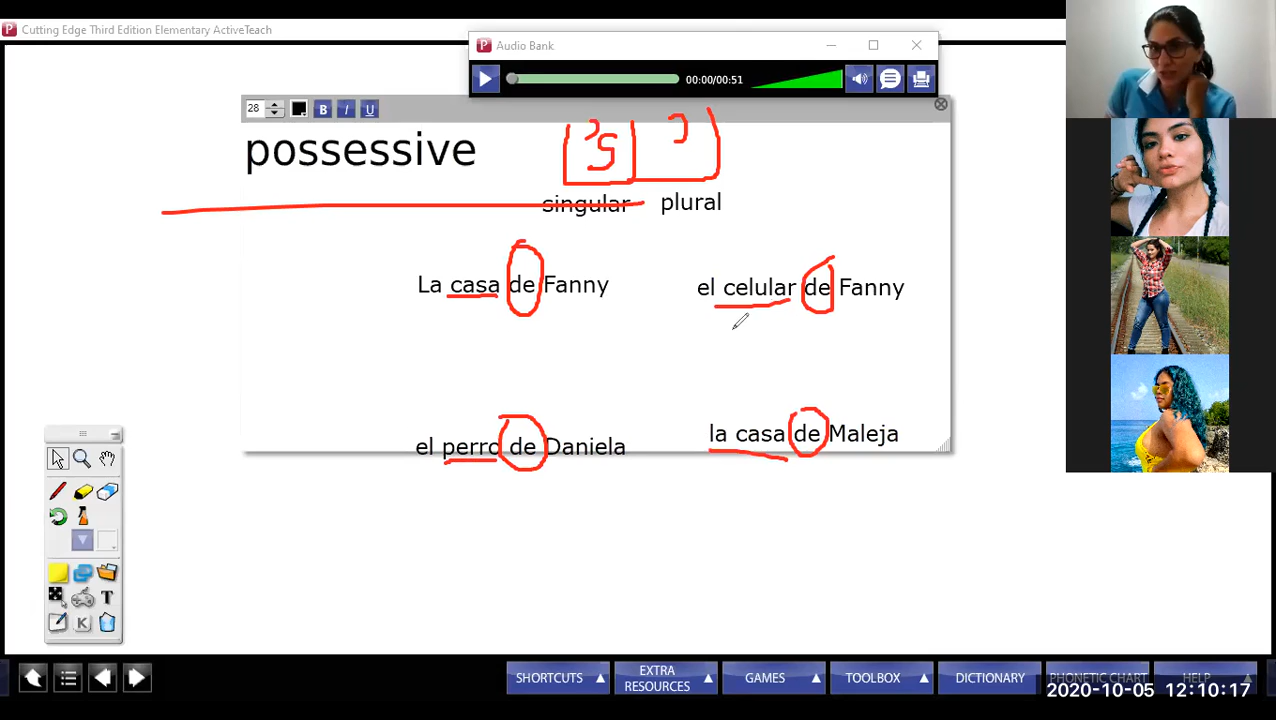 Cutting Edge Third Edition Elementary ActiveTeach
Audio Bank
00:00/00:51
28 B I U
possessive
's '
singular plural
La casa de Fanny
el celular de Fanny
el perro de Daniela
la casa de Maleja
T
K
SHORTCUTS
EXTRA
RESOURCES
GAMES
TOOLBOX
DICTIONARY
PHONETIC CHART
HELP
2020-10-05 12:10:17